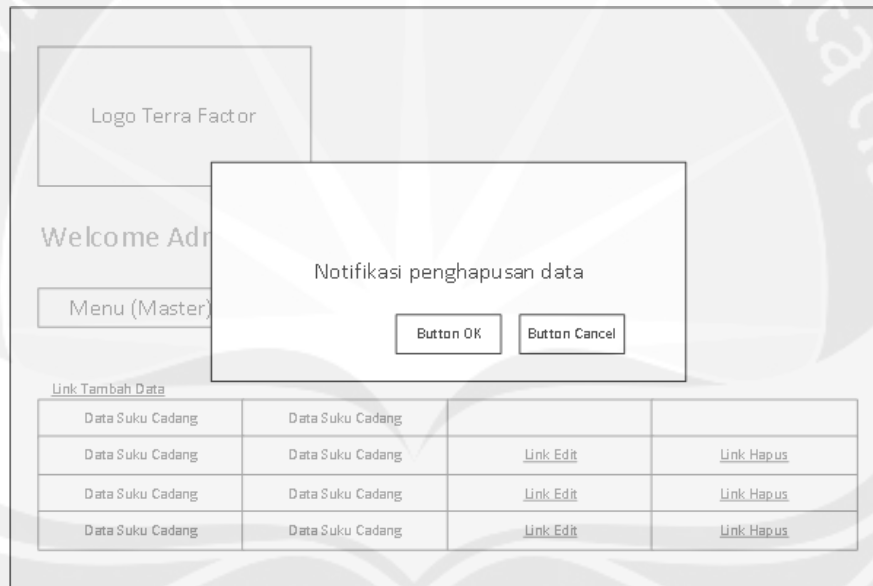 Logo Terra Factor
Welcome Adr
Menu (Master)
Notifikasi penghapusan data
Button OK Button Cancel
Link Tambah Data
Data Suku Cadang Data Suku Cadang
Data Suku Cadang Data Suku Cadang Link Edit Link Hapus
Data Suku Cadang Data Suku Cadang Link Edit Link Hapus
Data Suku Cadang Data Suku Cadang Link Edit Link Hapus